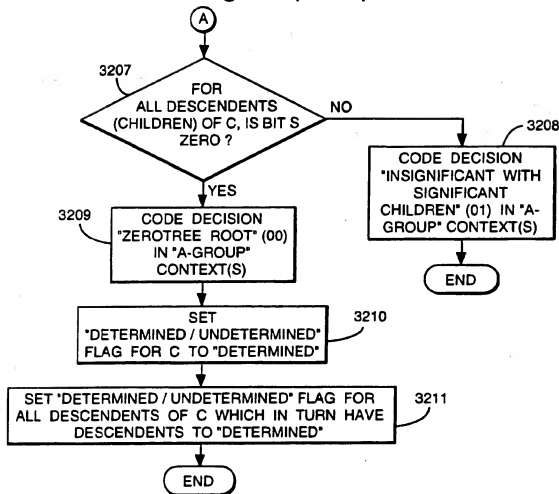 A
3207
FOR
ALL DESCENDENTS
(CHILDREN) OF C, IS BIT S
ZERO ?
NO
YES
3208
CODE DECISION
"INSIGNIFICANT WITH
SIGNIFICANT
CHILDREN" (01) IN "A-
GROUP" CONTEXT(S)
END
3209
CODE DECISION
"ZEROTREE ROOT" (00)
IN "A-GROUP"
CONTEXT(S)
3210
SET
"DETERMINED / UNDETERMINED"
FLAG FOR C TO "DETERMINED"
3211
SET "DETERMINED / UNDETERMINED" FLAG FOR
ALL DESCENDENTS OF C WHICH IN TURN HAVE
DESCENDENTS TO "DETERMINED"
END